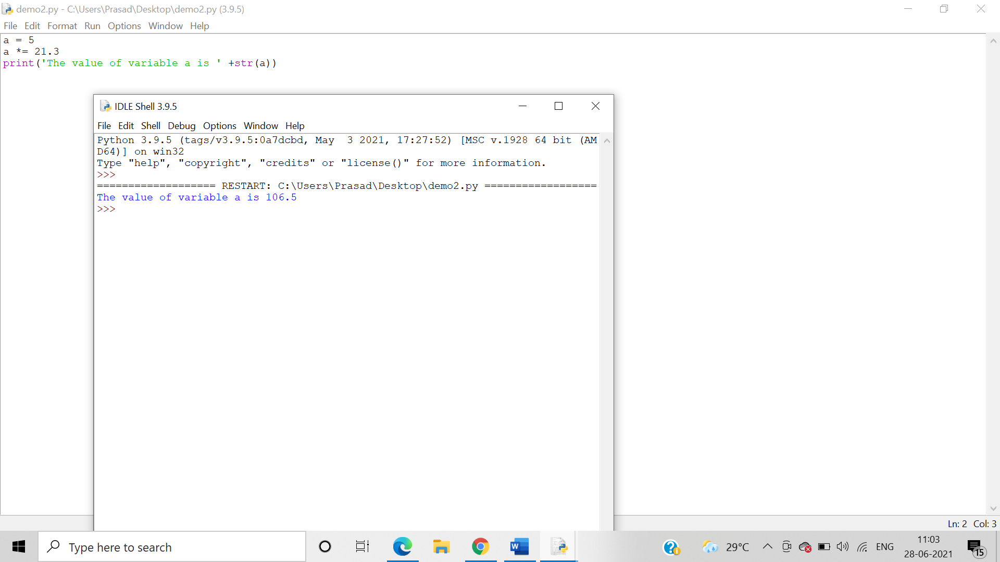 demo2.py - C:\Users\Prasad\Desktop\demo2.py (3.9.5)
File Edit Format Run Options Window Help
a = 5
a *= 21.3
print('The value of variable a is ' +str(a))
IDLE Shell 3.9.5
File Edit Shell Debug Options Window Help
Python 3.9.5 (tags/v3.9.5:0a7dcbd, May  3 2021, 17:27:52) [MSC v.1928 64 bit (AM
D64)] on win32
Type "help", "copyright", "credits" or "license()" for more information.
>>>
=================== RESTART: C:\Users\Prasad\Desktop\demo2.py ==================
The value of variable a is 106.5
>>>
Ln: 2 Col: 3
Type here to search
W
29°C
ENG
11:03
28-06-2021
15